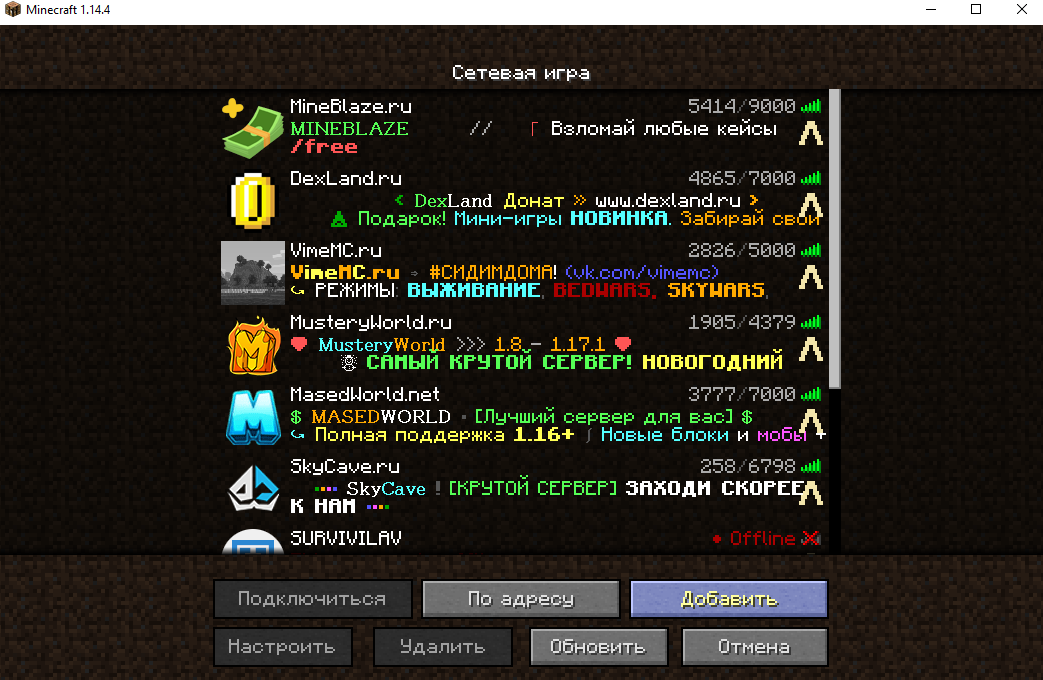 Minecraft 1.14.4
Сетевая игра
MineBlaze.ru 5414/9000
MINEBLAZE // Взломай любые кейсы
/free
DexLand.ru 4865/7000
< DexLand Донат » www.dexland.ru >
Подарок! Мини-игры НОВИНКА. Забирай свой
VimeMC.ru 2826/5000
VimeMC.ru → #СИДИМДОМА! (vk.com/vimemc)
РЕЖИМЫ: ВЫЖИВАНИЕ, BEDWARS, SKYWARS,
MusteryWorld.ru 1905/4379
❤ MusteryWorld >>> 1.8 - 1.17.1 ❤
☃ САМЫЙ КРУТОЙ СЕРВЕР! НОВОГОДНИЙ
MasedWorld.net 3777/7000
$ MASEDWORLD • [Лучший сервер для вас] $
Полная поддержка 1.16+ ∫ Новые блоки и мобы +
SkyCave.ru 258/6798
SkyCave ! [КРУТОЙ СЕРВЕР] ЗАХОДИ СКОРЕЕ
К НАМ
SURVIVILAV • Offline
Подключиться По адресу Добавить
Настроить Удалить Обновить Отмена